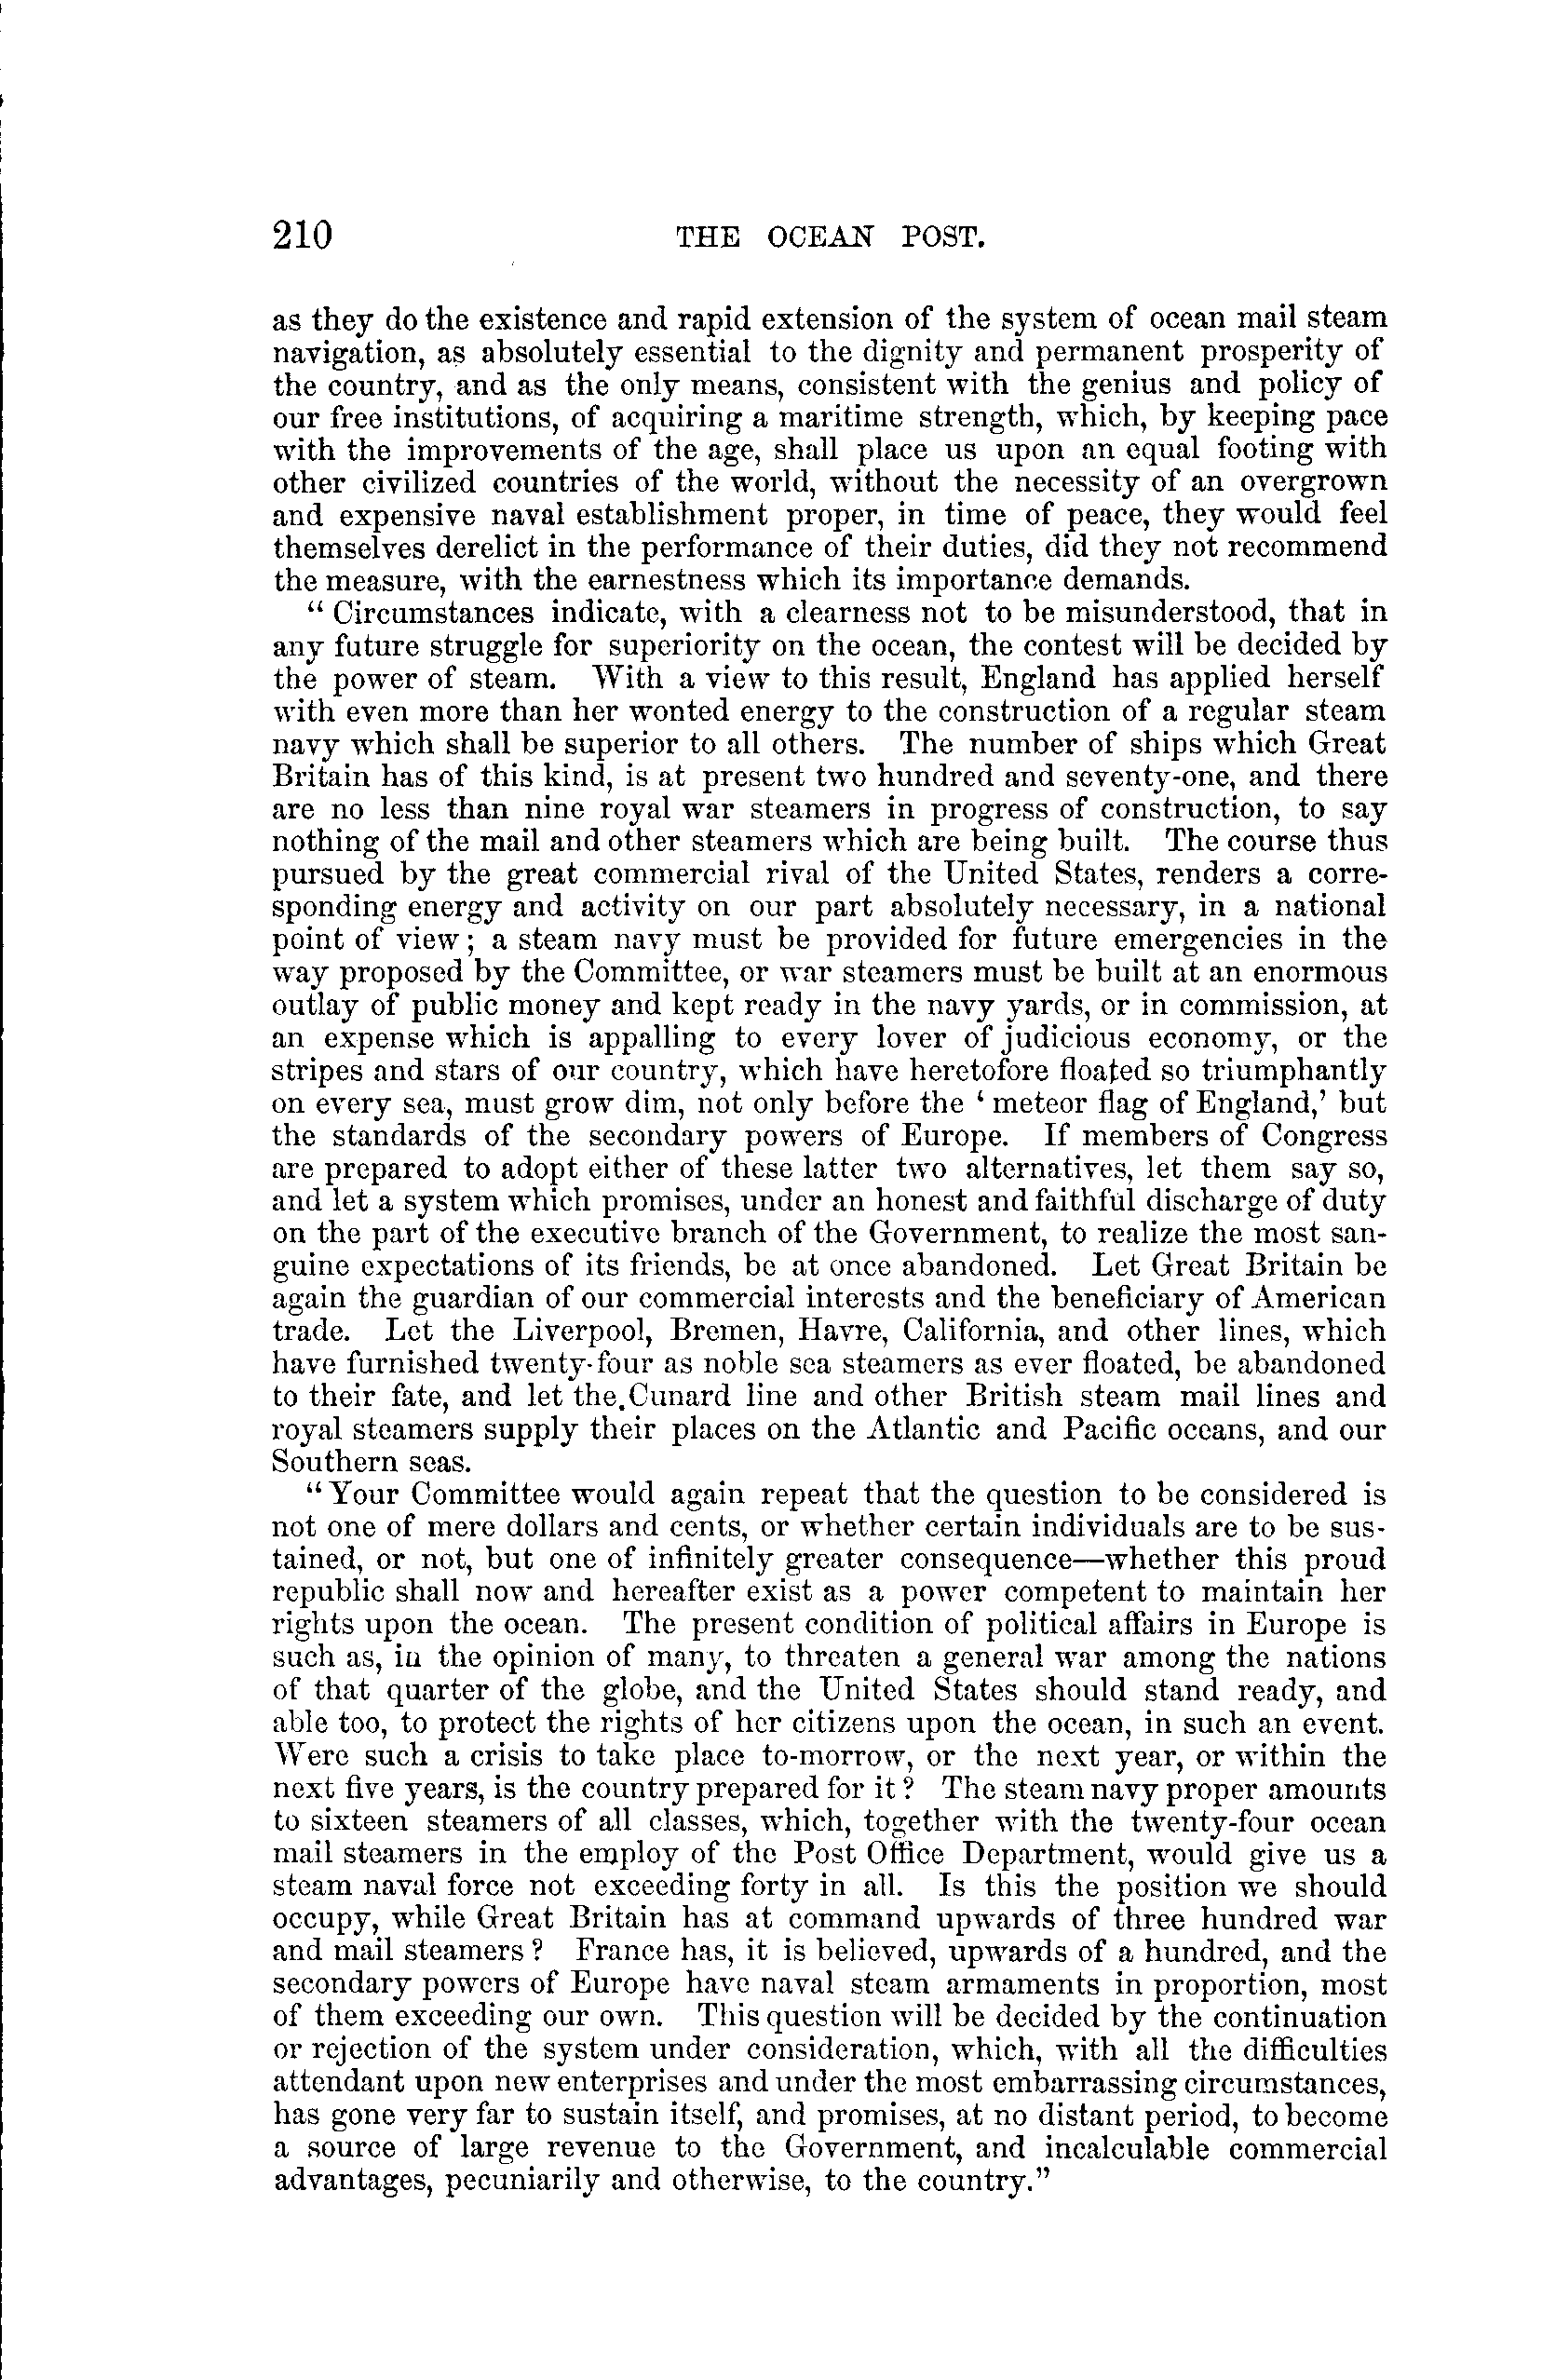 210 THE OCEAN POST.
as they do the existence and rapid extension of the system of ocean mail steam
navigation, as absolutely essential to the dignity and permanent prosperity of
the country, and as the only means, consistent with the genius and policy of
our free institutions, of acquiring a maritime strength, which, by keeping pace
with the improvements of the age, shall place us upon an equal footing with
other civilized countries of the world, without the necessity of an overgrown
and expensive naval establishment proper, in time of peace, they would feel
themselves derelict in the performance of their duties, did they not recommend
the measure, with the earnestness which its importance demands.
“ Circumstances indicate, with a clearness not to be misunderstood, that in
any future struggle for superiority on the ocean, the contest will be decided by
the power of steam. With a view to this result, England has applied herself
with even more than her wonted energy to the construction of a regular steam
navy which shall be superior to all others. The number of ships which Great
Britain has of this kind, is at present two hundred and seventy-one, and there
are no less than nine royal war steamers in progress of construction, to say
nothing of the mail and other steamers which are being built. The course thus
pursued by the great commercial rival of the United States, renders a corre-
sponding energy and activity on our part absolutely necessary, in a national
point of view; a steam navy must be provided for future emergencies in the
way proposed by the Committee, or war steamers must be built at an enormous
outlay of public money and kept ready in the navy yards, or in commission, at
an expense which is appalling to every lover of judicious economy, or the
stripes and stars of our country, which have heretofore floated so triumphantly
on every sea, must grow dim, not only before the ‘ meteor flag of England,’ but
the standards of the secondary powers of Europe. If members of Congress
are prepared to adopt either of these latter two alternatives, let them say so,
and let a system which promises, under an honest and faithful discharge of duty
on the part of the executive branch of the Government, to realize the most san-
guine expectations of its friends, be at once abandoned. Let Great Britain be
again the guardian of our commercial interests and the beneficiary of American
trade. Let the Liverpool, Bremen, Havre, California, and other lines, which
have furnished twenty-four as noble sea steamers as ever floated, be abandoned
to their fate, and let the Cunard line and other British steam mail lines and
royal steamers supply their places on the Atlantic and Pacific oceans, and our
Southern seas.
“ Your Committee would again repeat that the question to be considered is
not one of mere dollars and cents, or whether certain individuals are to be sus-
tained, or not, but one of infinitely greater consequence—whether this proud
republic shall now and hereafter exist as a power competent to maintain her
rights upon the ocean. The present condition of political affairs in Europe is
such as, in the opinion of many, to threaten a general war among the nations
of that quarter of the globe, and the United States should stand ready, and
able too, to protect the rights of her citizens upon the ocean, in such an event.
Were such a crisis to take place to-morrow, or the next year, or within the
next five years, is the country prepared for it? The steam navy proper amounts
to sixteen steamers of all classes, which, together with the twenty-four ocean
mail steamers in the employ of the Post Office Department, would give us a
steam naval force not exceeding forty in all. Is this the position we should
occupy, while Great Britain has at command upwards of three hundred war
and mail steamers? France has, it is believed, upwards of a hundred, and the
secondary powers of Europe have naval steam armaments in proportion, most
of them exceeding our own. This question will be decided by the continuation
or rejection of the system under consideration, which, with all the difficulties
attendant upon new enterprises and under the most embarrassing circumstances,
has gone very far to sustain itself, and promises, at no distant period, to become
a source of large revenue to the Government, and incalculable commercial
advantages, pecuniarily and otherwise, to the country.”